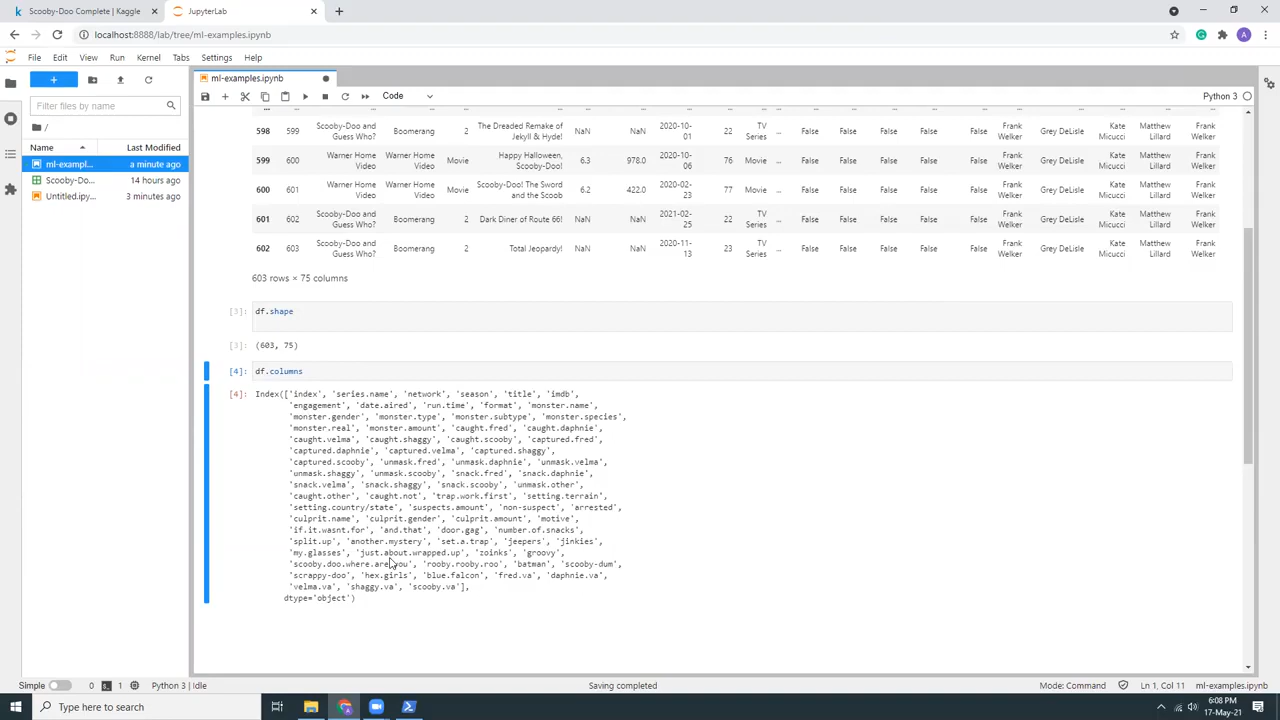 Scooby-Doo Complete | Kaggle
JupyterLab
localhost:8888/lab/tree/ml-examples.ipynb
File Edit View Run Kernel Tabs Settings Help
ml-examples.ipynb
Code
Python 3
Filter files by name
/
Name Last Modified
ml-exampl... a minute ago
Scooby-Do... 14 hours ago
Untitled.ipy... 3 minutes ago
... ... ... ... ... ... ... ... ... ... ... ... ... ... ... ... ... ... ... ... ...
598 599 Scooby-Doo and Guess Who? Boomerang 2 The Dreaded Remake of Jekyll & Hyde! NaN NaN 2020-10-01 22 TV Series ... False False False False False Frank Welker Grey DeLisle Kate Micucci Matthew Lillard Frank Welker
599 600 Warner Home Video Warner Home Video Movie Happy Halloween, Scooby-Doo! 6.3 978.0 2020-10-06 7 Movie ... False False False False False Frank Welker Grey DeLisle Kate Micucci Matthew Lillard Frank Welker
600 601 Warner Home Video Warner Home Video Movie Scooby-Doo! The Sword and the Scoob 6.2 422.0 2020-02-23 77 Movie ... False False False False False Frank Welker Grey DeLisle Kate Micucci Matthew Lillard Frank Welker
601 602 Scooby-Doo and Guess Who? Boomerang 2 Dark Diner of Route 66! NaN NaN 2021-02-25 22 TV Series ... False False False False False Frank Welker Grey DeLisle Kate Micucci Matthew Lillard Frank Welker
602 603 Scooby-Doo and Guess Who? Boomerang 2 Total Jeopardy! NaN NaN 2020-11-13 23 TV Series ... False False False False False Frank Welker Grey DeLisle Kate Micucci Matthew Lillard Frank Welker
603 rows × 75 columns
[3]: df.shape
[3]: (603, 75)
[4]: df.columns
[4]: Index(['index', 'series.name', 'network', 'season', 'title', 'imdb',
'engagement', 'date.aired', 'run.time', 'format', 'monster.name',
'monster.gender', 'monster.type', 'monster.subtype', 'monster.species',
'monster.real', 'monster.amount', 'caught.fred', 'caught.daphnie',
'caught.velma', 'caught.shaggy', 'caught.scooby', 'captured.fred',
'captured.daphnie', 'captured.velma', 'captured.shaggy',
'captured.scooby', 'unmask.fred', 'unmask.daphnie', 'unmask.velma',
'unmask.shaggy', 'unmask.scooby', 'snack.fred', 'snack.daphnie',
'snack.velma', 'snack.shaggy', 'snack.scooby', 'unmask.other',
'caught.other', 'caught.not', 'trap.work.first', 'setting.terrain',
'setting.country/state', 'suspects.amount', 'non-suspect', 'arrested',
'culprit.name', 'culprit.gender', 'culprit.amount', 'motive',
'if.it.wasnt.for', 'and.that', 'door.gag', 'number.of.snacks',
'split.up', 'another.mystery', 'set.a.trap', 'jeepers', 'jinkies',
'my.glasses', 'just.about.wrapped.up', 'zoinks', 'groovy',
'scooby.doo.where.are.you', 'rooby.rooby.roo', 'batman', 'scooby-dum',
'scrappy-doo', 'hex.girls', 'blue.falcon', 'fred.va', 'daphnie.va',
'velma.va', 'shaggy.va', 'scooby.va'],
dtype='object')
Simple 0 1 Python 3 | Idle Saving completed Mode: Command Ln 1, Col 11 ml-examples.ipynb
Type here to search
6:08 PM
17-May-21